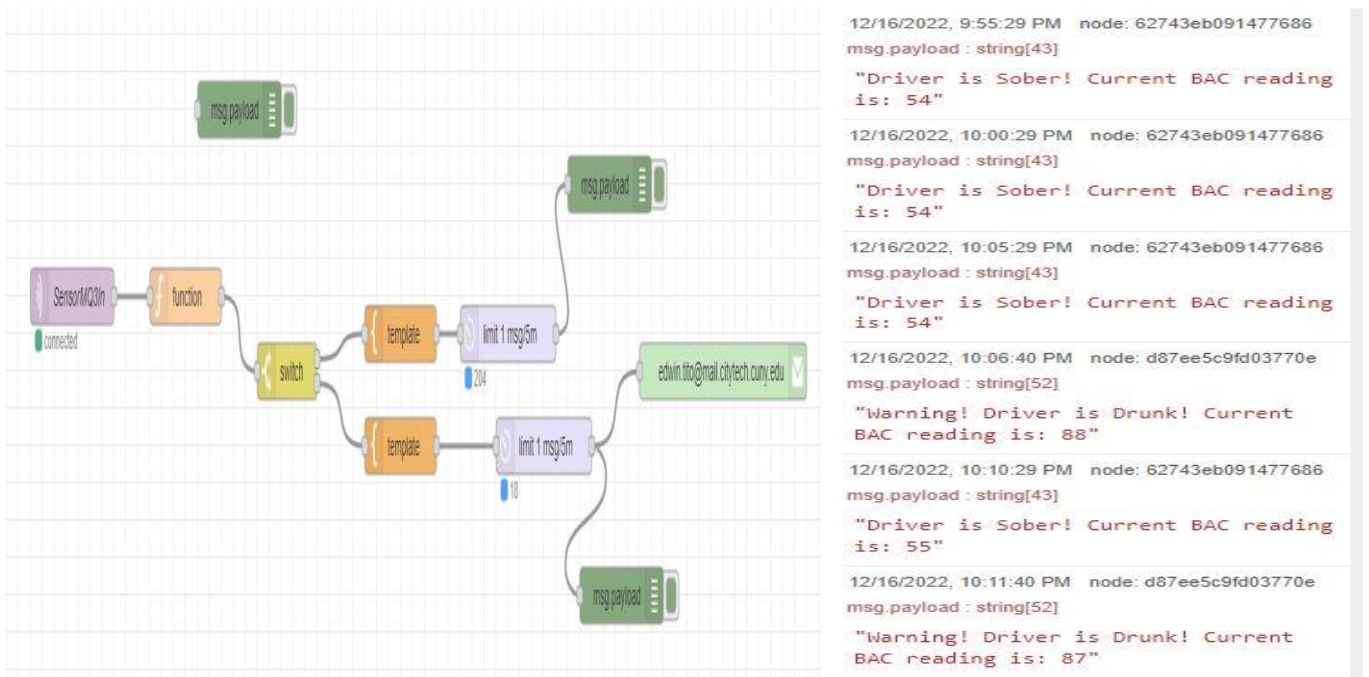 msg.payload
msg.payload
SensorMQ3In
connected
function
switch
template
limit 1 msg/5m
204
edwin.tito@mail.citytech.cuny.edu
template
limit 1 msg/5m
18
msg.payload
12/16/2022, 9:55:29 PM node: 62743eb091477686
msg.payload : string[43]
"Driver is Sober! Current BAC reading
is: 54"
12/16/2022, 10:00:29 PM node: 62743eb091477686
msg.payload : string[43]
"Driver is Sober! Current BAC reading
is: 54"
12/16/2022, 10:05:29 PM node: 62743eb091477686
msg.payload : string[43]
"Driver is Sober! Current BAC reading
is: 54"
12/16/2022, 10:06:40 PM node: d87ee5c9fd03770e
msg.payload : string[52]
"Warning! Driver is Drunk! Current
BAC reading is: 88"
12/16/2022, 10:10:29 PM node: 62743eb091477686
msg.payload : string[43]
"Driver is Sober! Current BAC reading
is: 55"
12/16/2022, 10:11:40 PM node: d87ee5c9fd03770e
msg.payload : string[52]
"Warning! Driver is Drunk! Current
BAC reading is: 87"